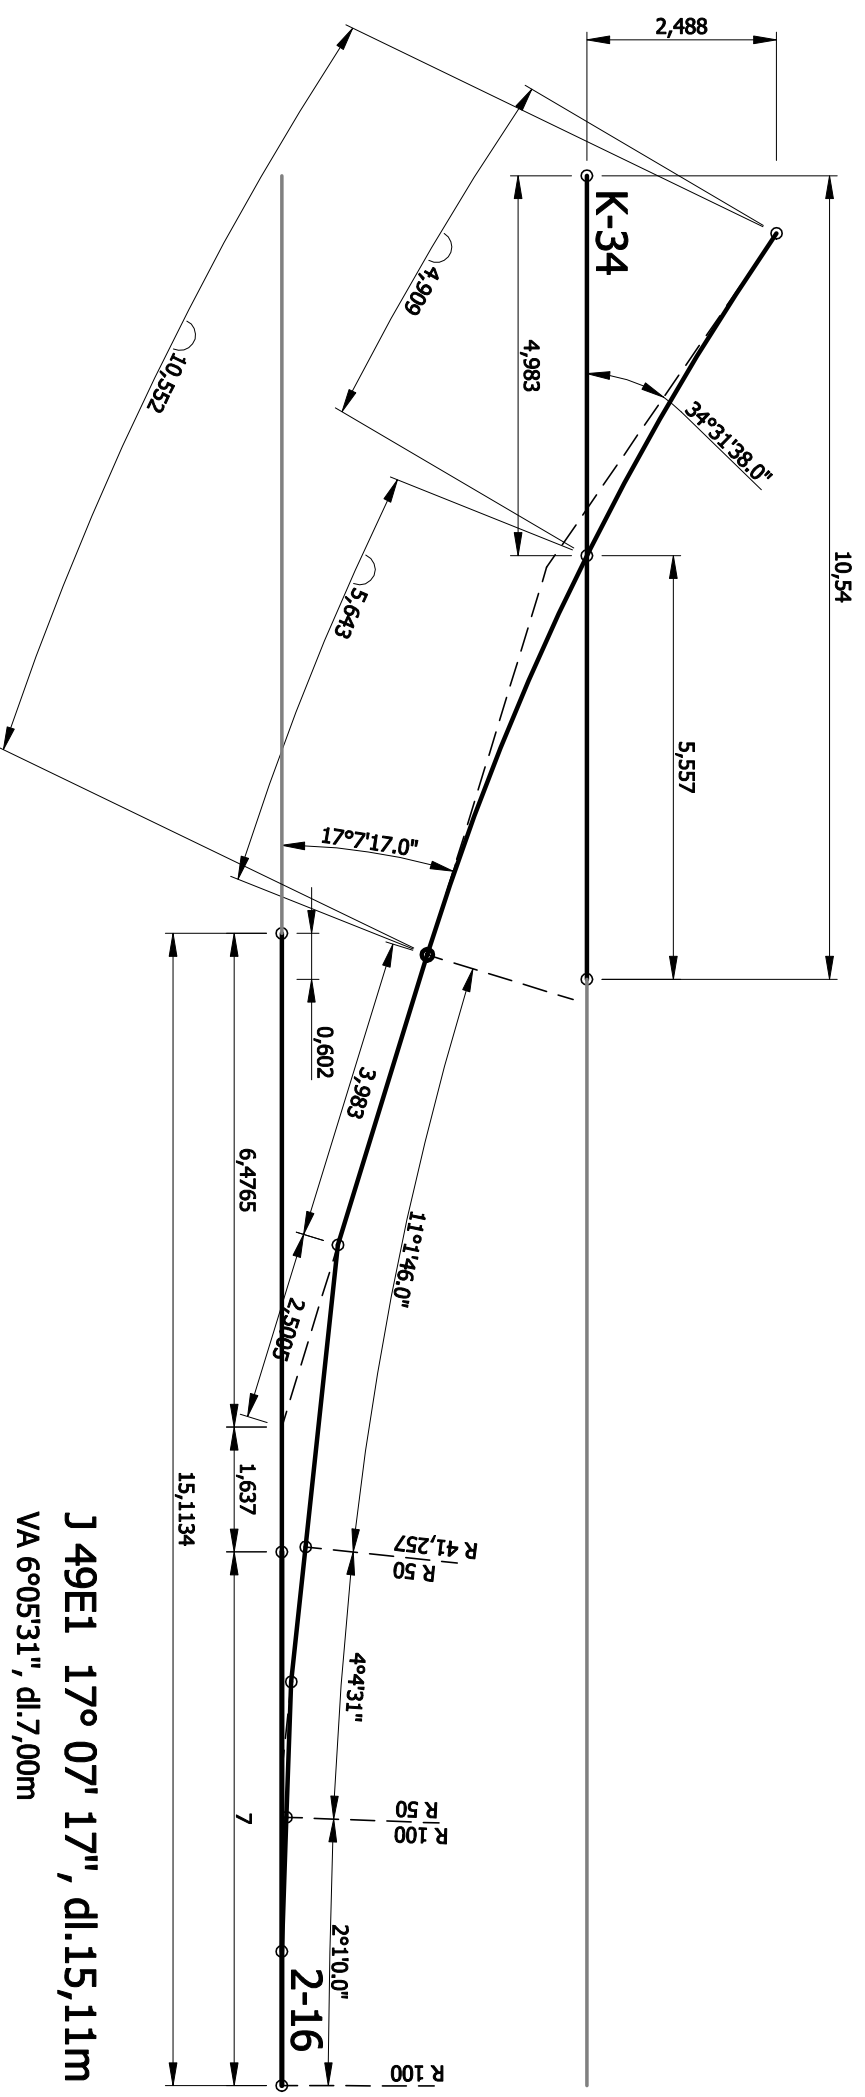 2,488
K-34
4,909
4,983
10,552
34°31'38.0"
10,54
5,643
5,557
17°7'17.0"
0,602
3,983
6,4765
11°1'46.0"
2,5005
1,637
15,1134
R 41,257
R 50
4°4'31"
7
R 50
R 100
2°1'0.0"
2-16
R 100
J 49E1 17° 07' 17", dl.15,11m
VA 6°05'31", dl.7,00m